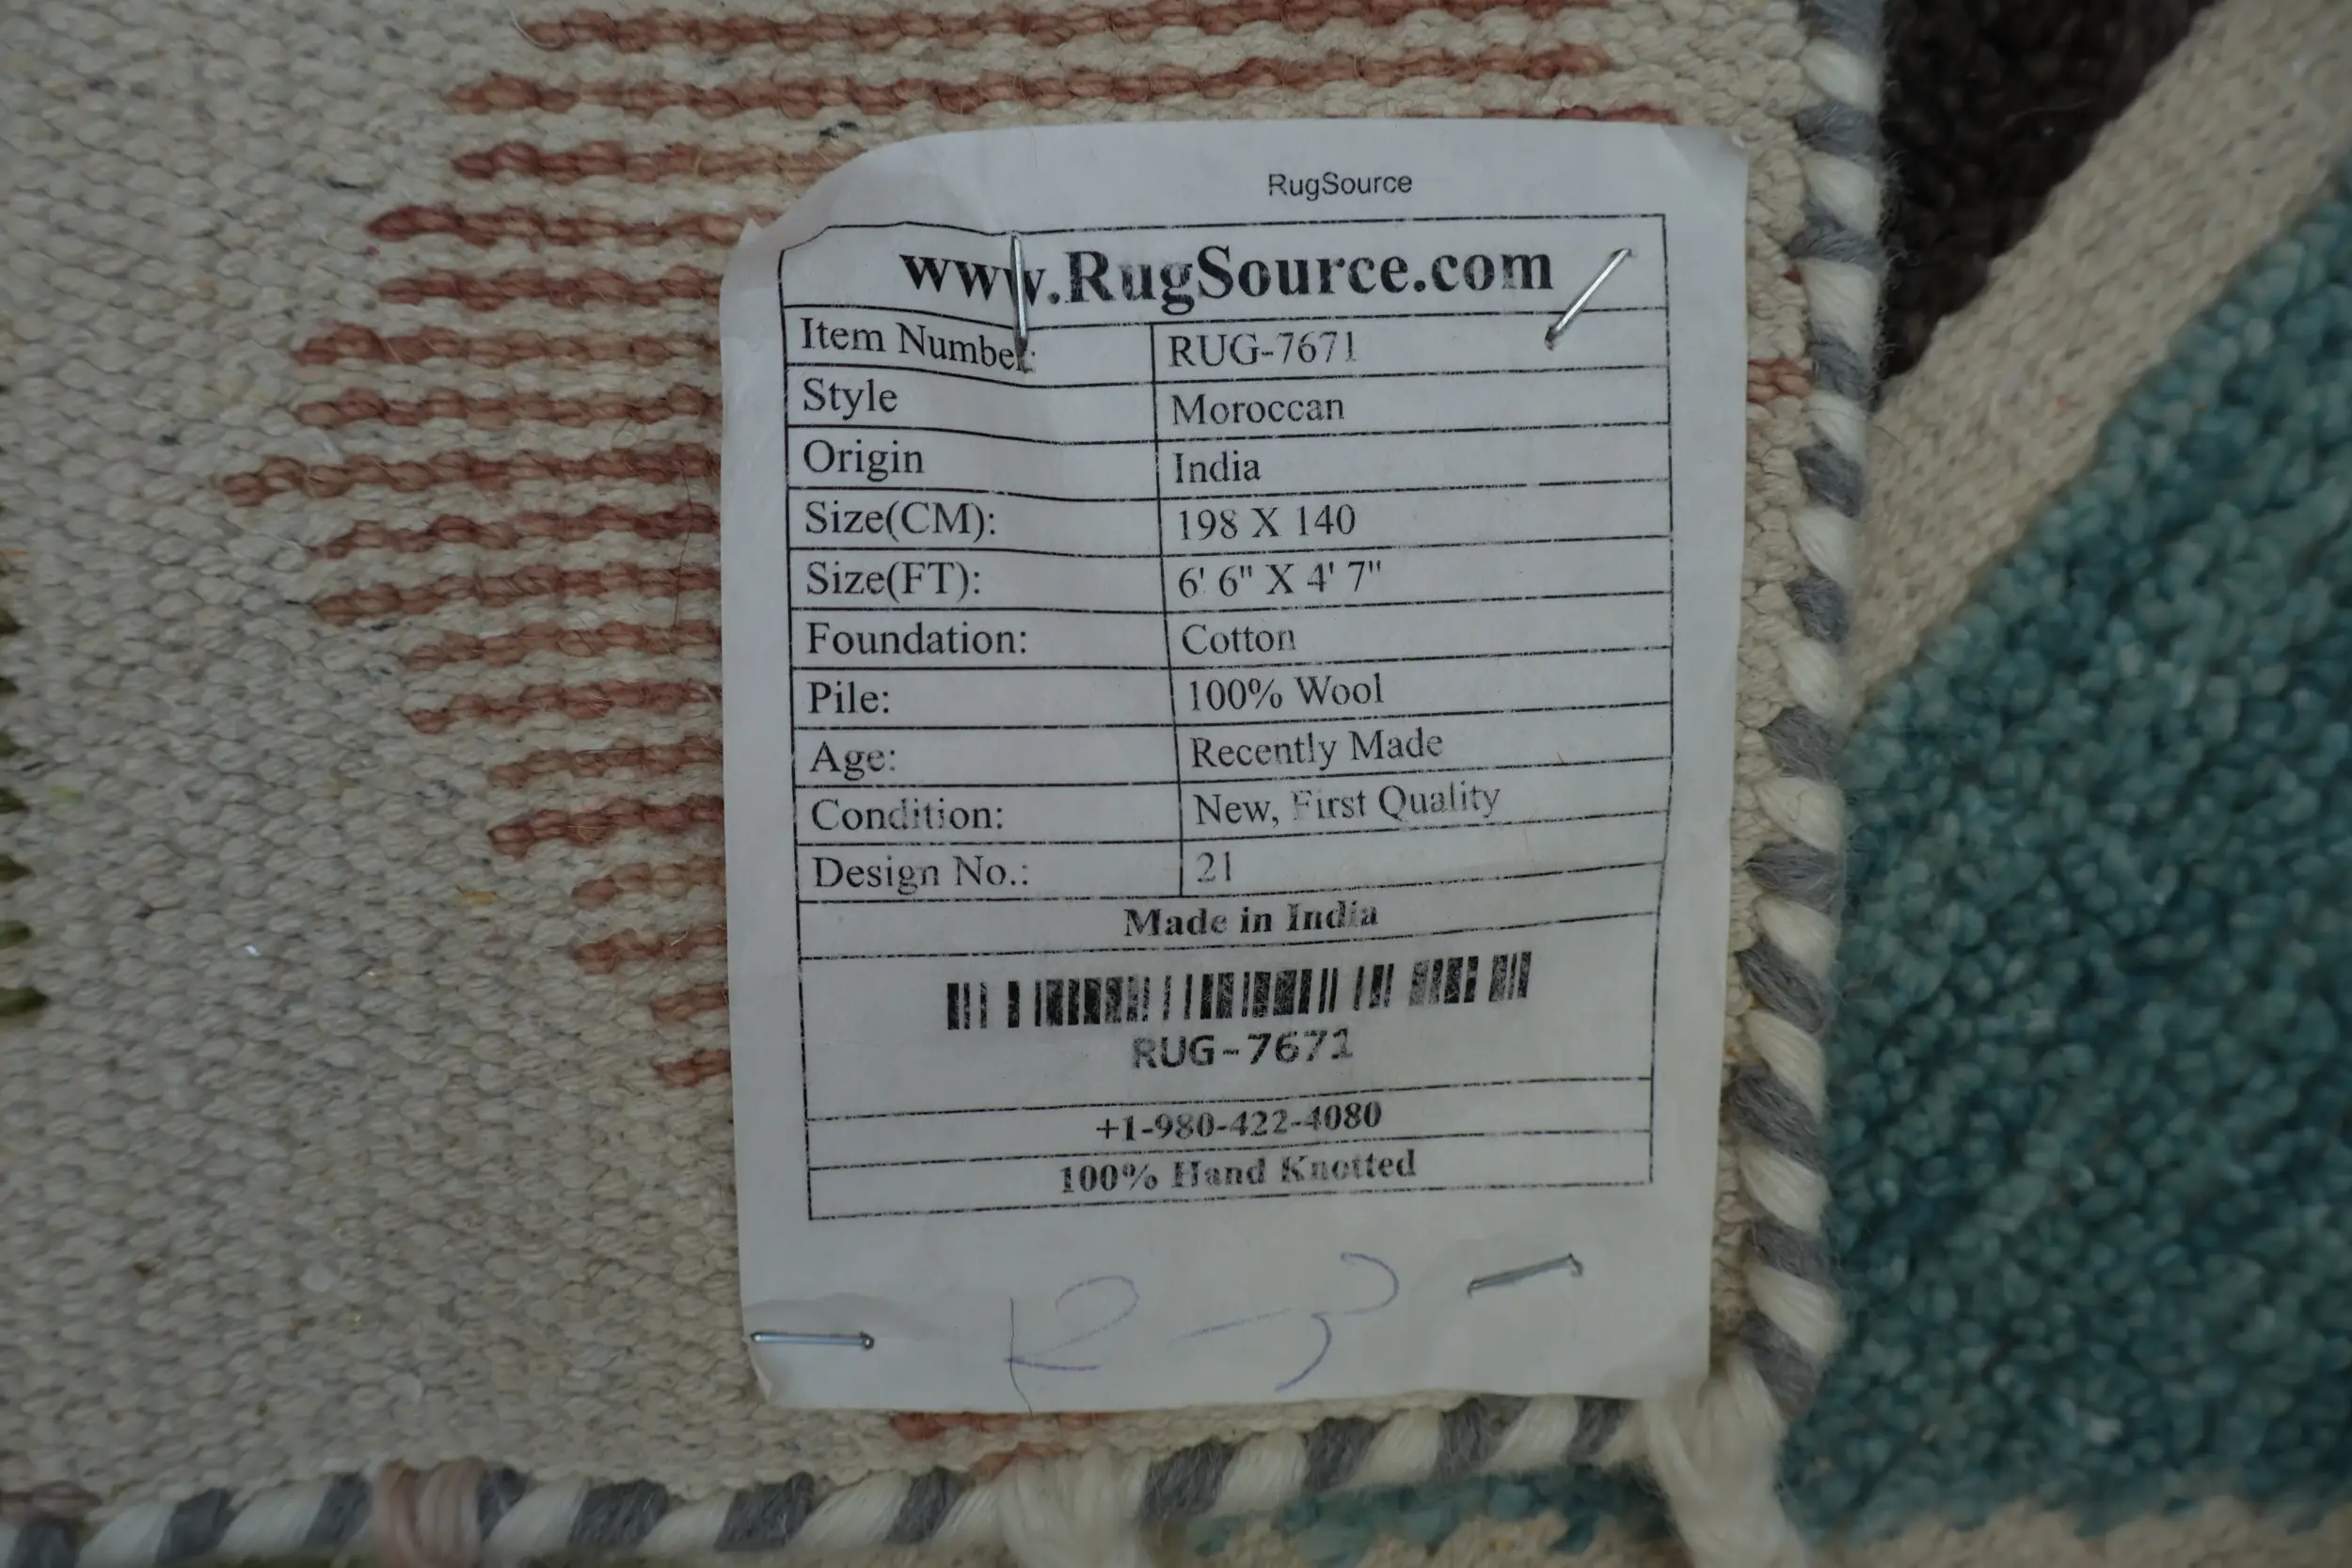 RugSource
www.RugSource.com
Item Number: RUG-7671
Style Moroccan
Origin India
Size(CM): 198 X 140
Size(FT): 6' 6" X 4' 7"
Foundation: Cotton
Pile: 100% Wool
Age: Recently Made
Condition: New, First Quality
Design No.: 21
Made in India
RUG-7671
+1-980-422-4080
100% Hand Knotted
R-3